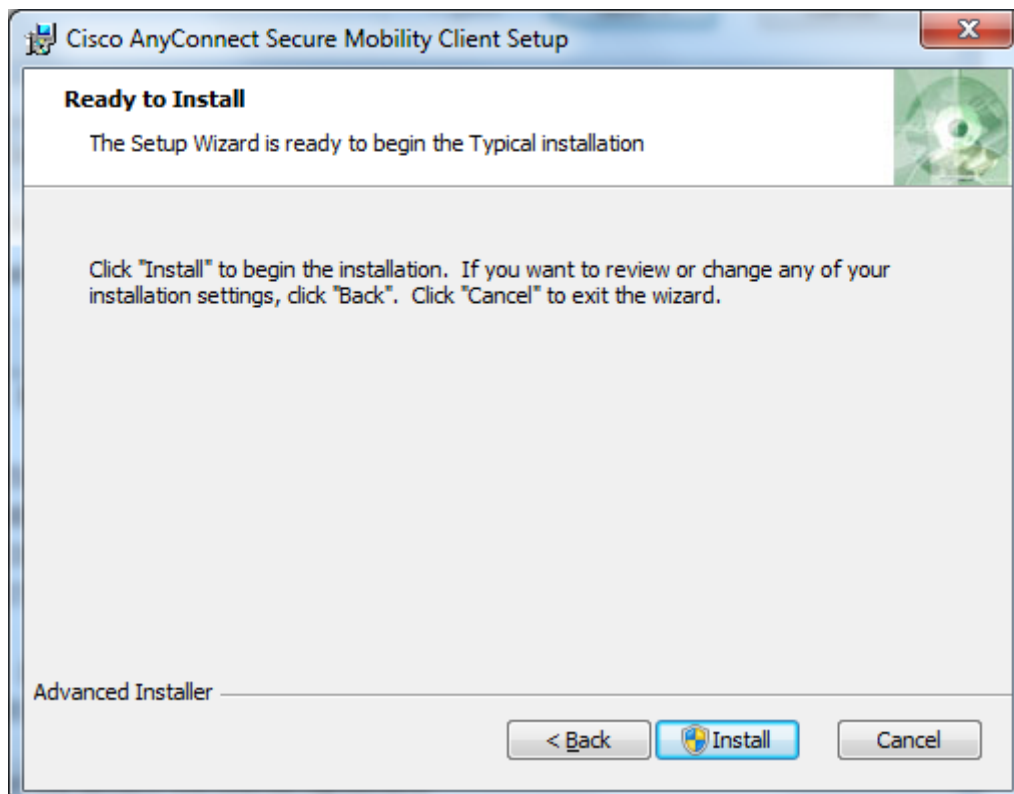 Cisco AnyConnect Secure Mobility Client Setup
Ready to Install
The Setup Wizard is ready to begin the Typical installation
Click "Install" to begin the installation.  If you want to review or change any of your
installation settings, click "Back".  Click "Cancel" to exit the wizard.
Advanced Installer
< Back
Install
Cancel